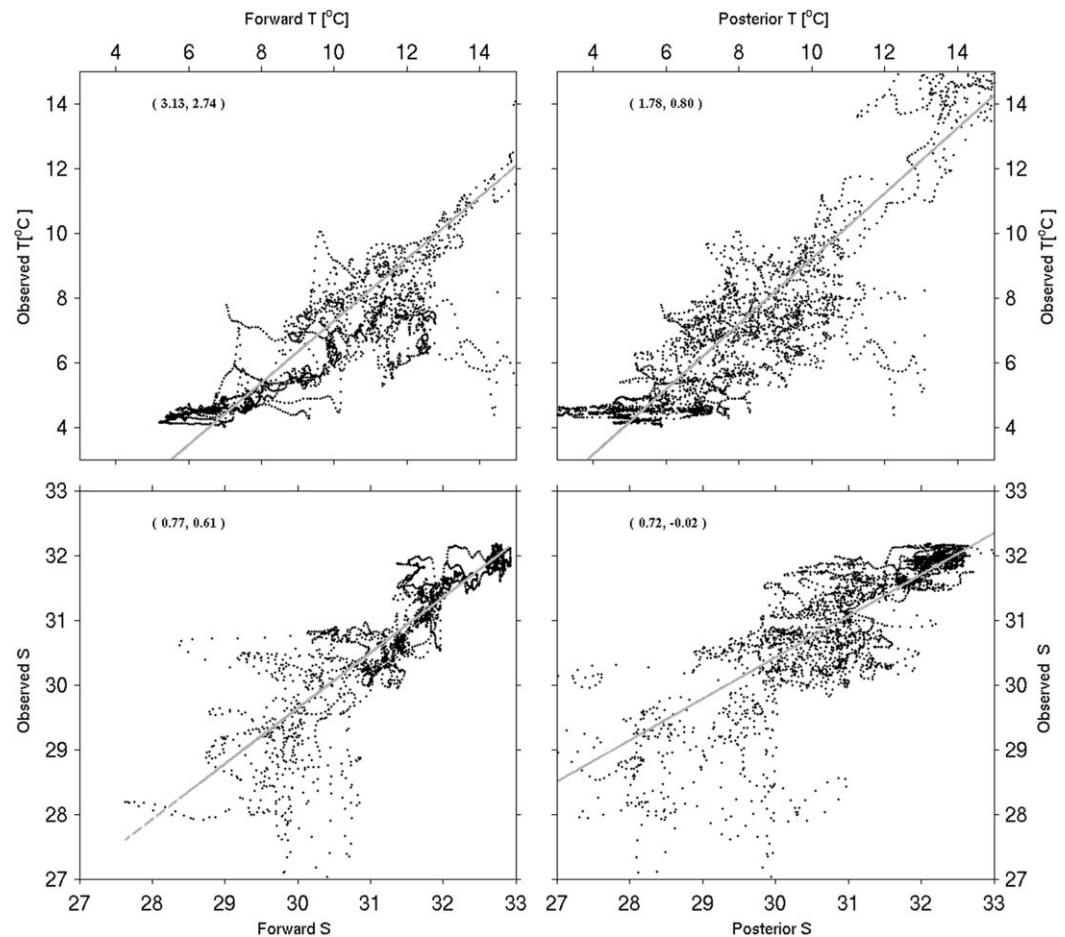 Forward T [°C]
4 6 8 10 12 14
Posterior T [°C]
4 6 8 10 12 14
Observed T[°C]
14
12
10
8
6
4
( 3.13, 2.74 )
( 1.78, 0.80 )
14
12
10
8
6
4
Observed T[°C]
Observed S
33
32
31
30
29
28
27
( 0.77, 0.61 )
( 0.72, -0.02 )
33
32
31
30
29
28
27
Observed S
27 28 29 30 31 32 33
Forward S
27 28 29 30 31 32 33
Posterior S